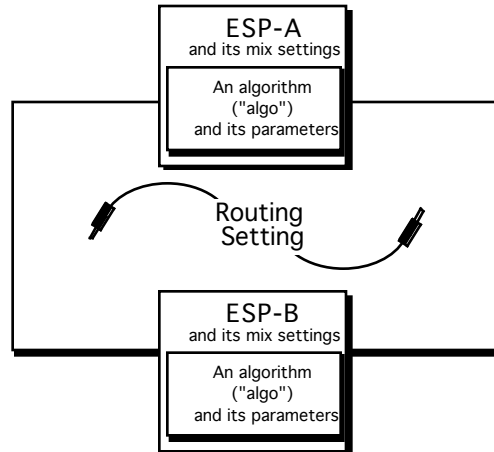 ESP-A
and its mix settings
An algorithm
("algo")
and its parameters
Routing
Setting
ESP-B
and its mix settings
An algorithm
("algo")
and its parameters